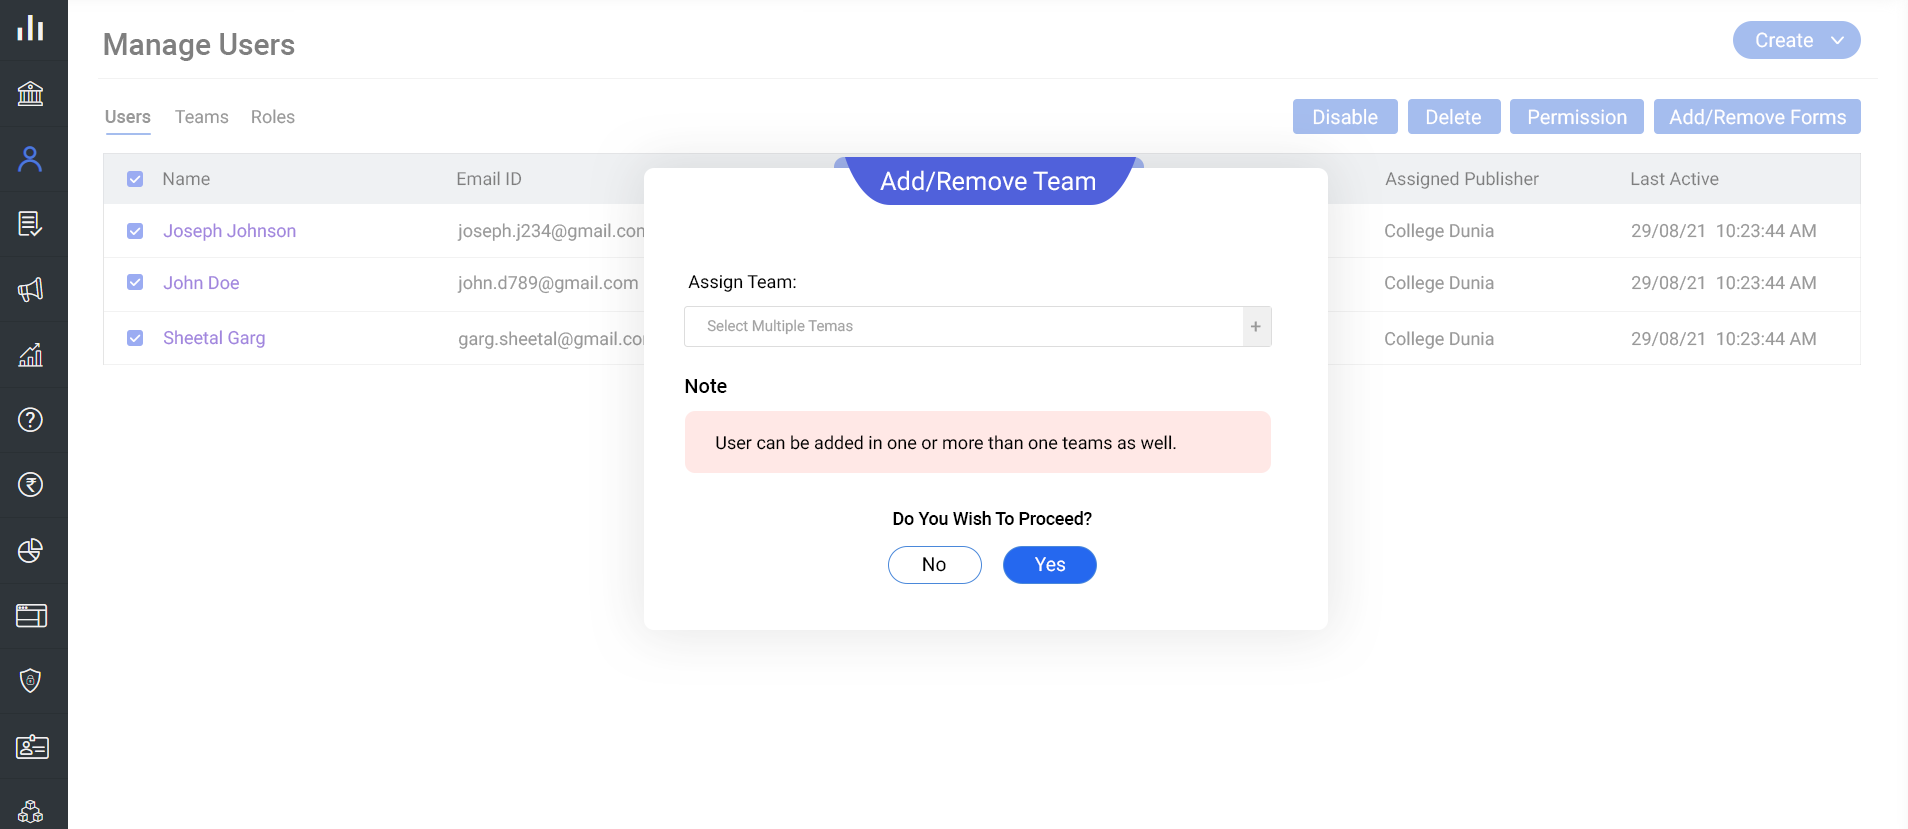 Manage Users
Create
Users Teams Roles
Disable Delete Permission Add/Remove Forms
Name Email ID Assigned Publisher Last Active
Joseph Johnson joseph.j234@gmail.com College Dunia 29/08/21 10:23:44 AM
John Doe john.d789@gmail.com College Dunia 29/08/21 10:23:44 AM
Sheetal Garg garg.sheetal@gmail.co College Dunia 29/08/21 10:23:44 AM
Add/Remove Team
Assign Team:
Select Multiple Temas +
Note
User can be added in one or more than one teams as well.
Do You Wish To Proceed?
No Yes